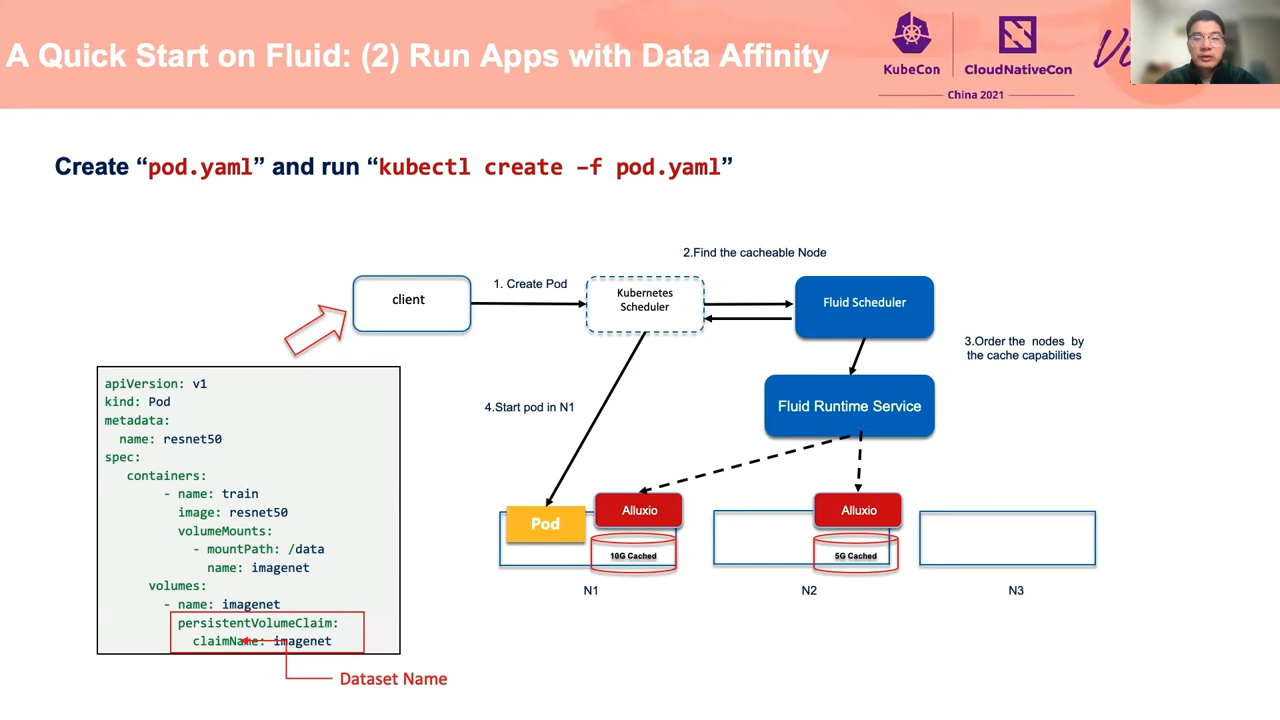 A Quick Start on Fluid: (2) Run Apps with Data Affinity
KubeCon
CloudNativeCon
China 2021
Create “pod.yaml” and run “kubectl create –f pod.yaml”
2.Find the cacheable Node
1. Create Pod
client
Kubernetes
Scheduler
Fluid Scheduler
3.Order the nodes by
the cache capabilities
4.Start pod in N1
Fluid Runtime Service
apiVersion: v1
kind: Pod
metadata:
name: resnet50
spec:
containers:
- name: train
image: resnet50
volumeMounts:
- mountPath: /data
name: imagenet
volumes:
- name: imagenet
persistentVolumeClaim:
claimName: imagenet
Dataset Name
Pod
Alluxio
10G Cached
N1
Alluxio
5G Cached
N2
N3